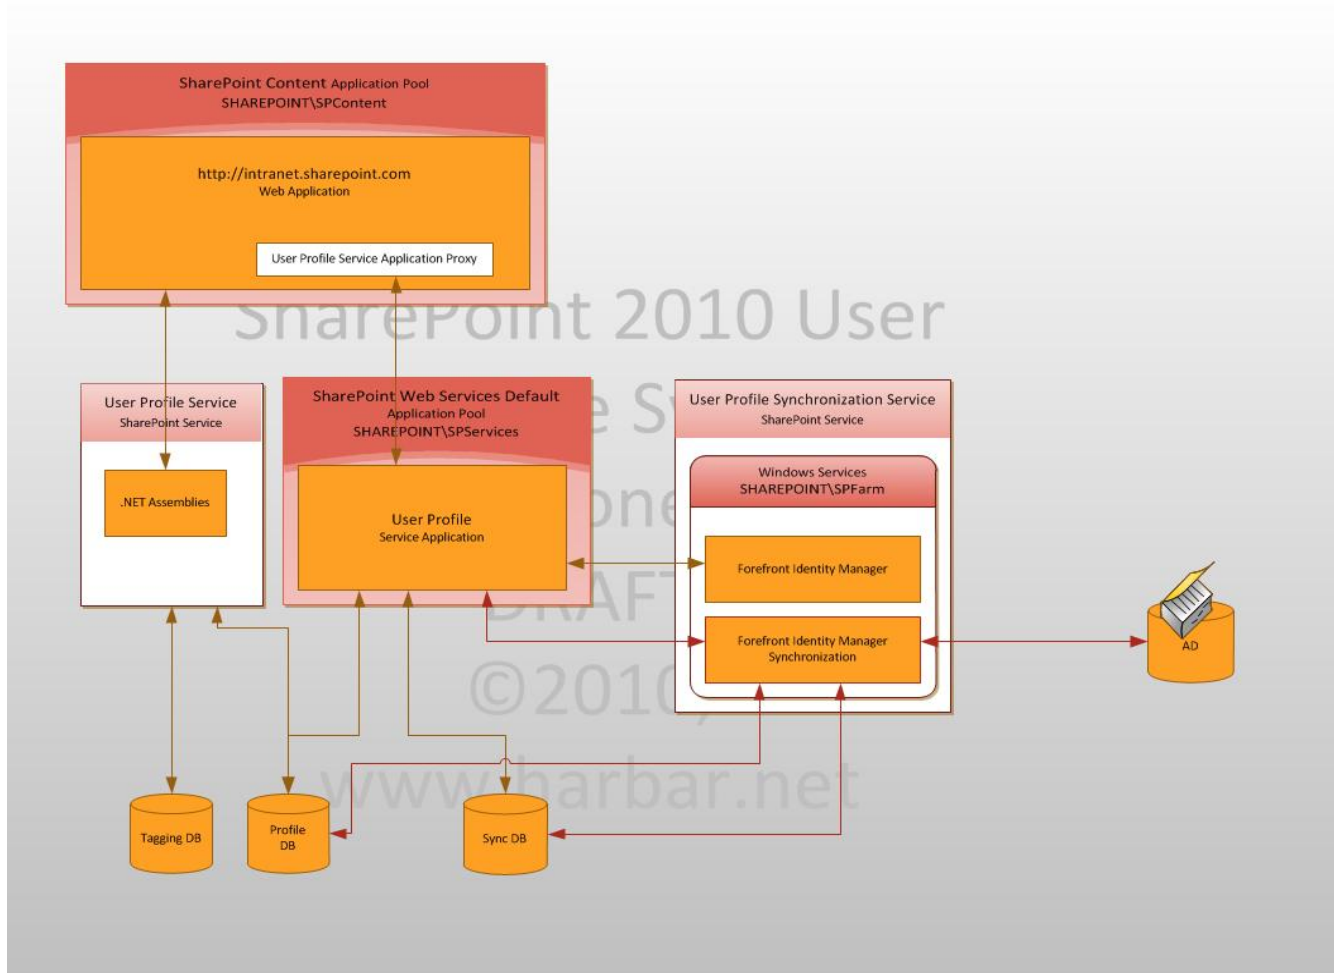 SharePoint Content Application Pool
SHAREPOINT\SPContent
http://intranet.sharepoint.com
Web Application
User Profile Service Application Proxy
SharePoint 2010 User
User Profile Service
SharePoint Service
.NET Assemblies
SharePoint Web Services Default
Application Pool
SHAREPOINT\SPServices
User Profile
Service Application
User Profile Synchronization Service
SharePoint Service
Windows Services
SHAREPOINT\SPFarm
Forefront Identity Manager
Forefront Identity Manager
Synchronization
AD
DRAFT
©2010,
www.harbar.net
Tagging DB
Profile
DB
Sync DB